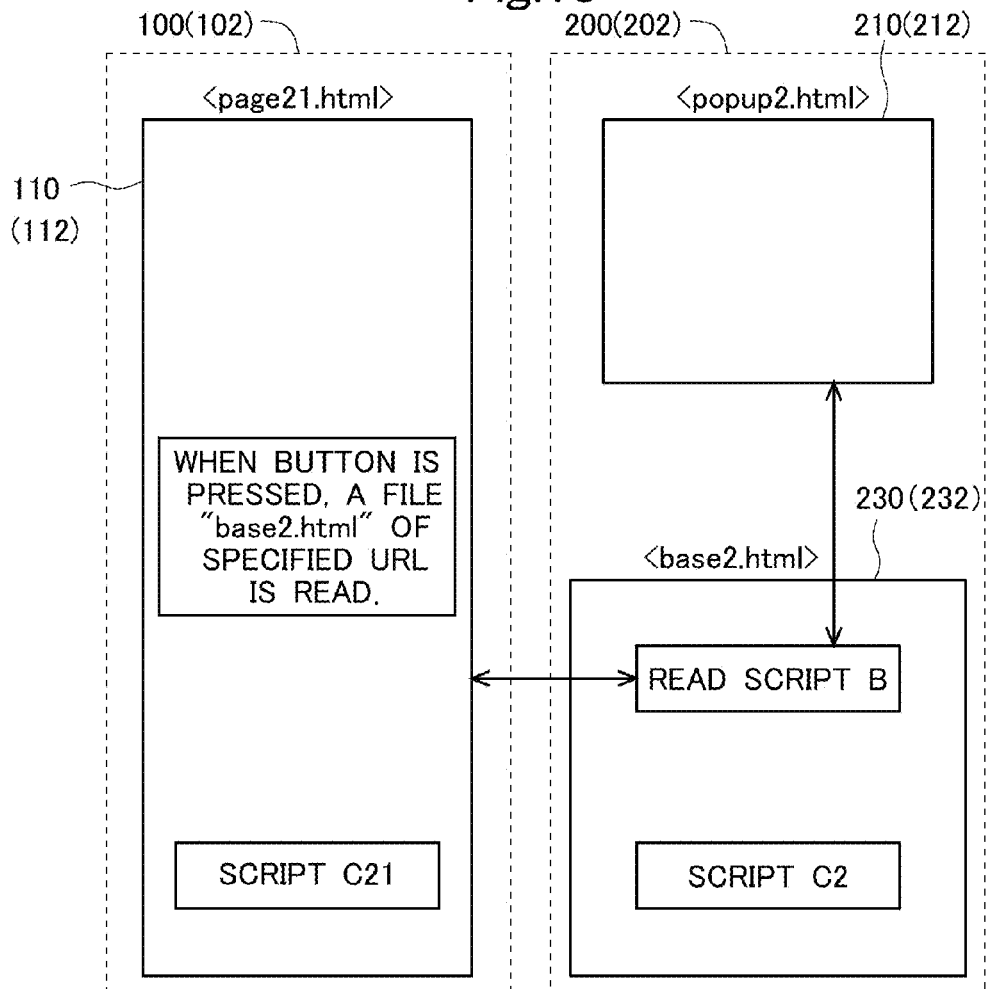 100(102)
200(202)
210(212)
<page21.html>
<popup2.html>
110
(112)
WHEN BUTTON IS
PRESSED, A FILE
"base2.html" OF
SPECIFIED URL
IS READ.
230(232)
<base2.html>
READ SCRIPT B
SCRIPT C21
SCRIPT C2